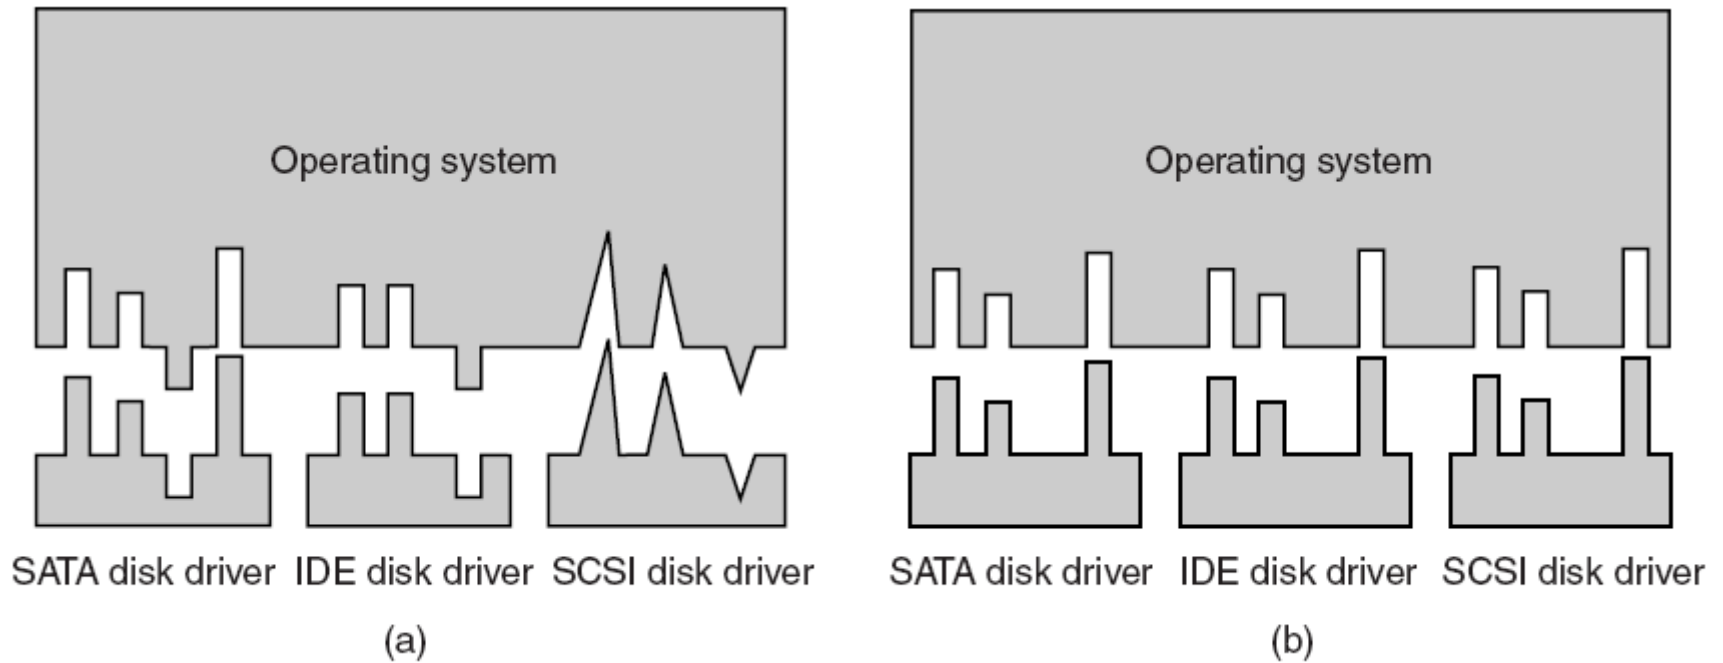 Operating system
Operating system
SATA disk driver
IDE disk driver
SCSI disk driver
SATA disk driver
IDE disk driver
SCSI disk driver
(a)
(b)